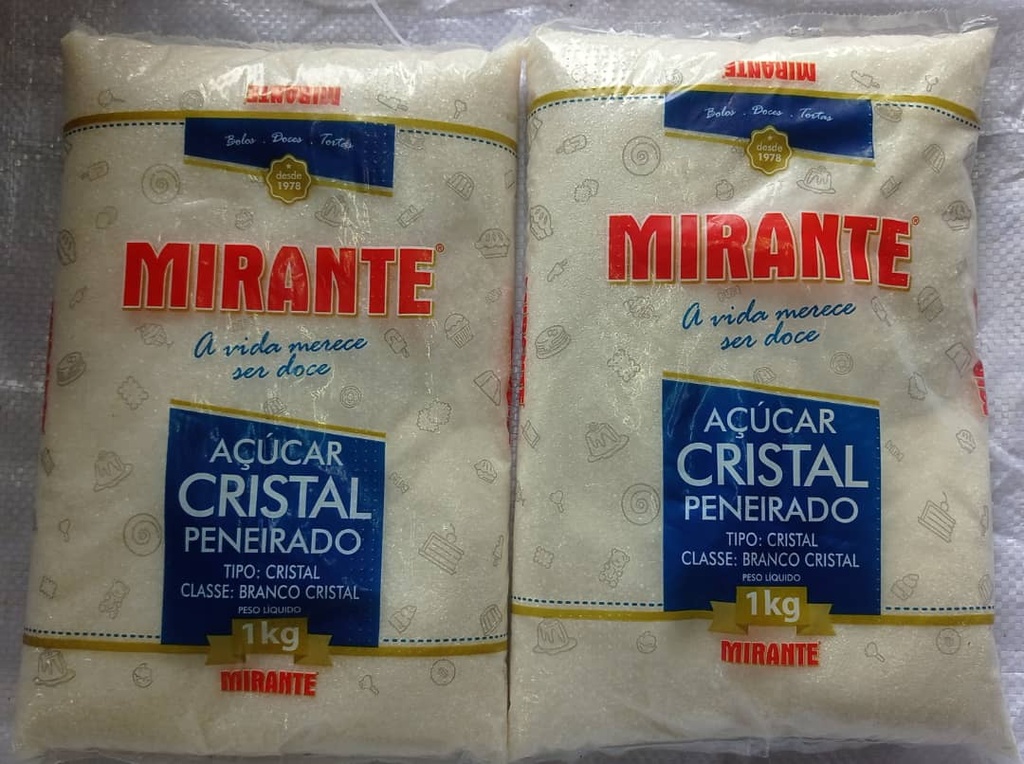 MIRANTE
Bolos . Doces . Tortas
desde
1978
MIRANTE®
A vida merece
ser doce
AÇÚCAR
CRISTAL
PENEIRADO
TIPO: CRISTAL
CLASSE: BRANCO CRISTAL
PESO LÍQUIDO
1kg
MIRANTE
MIRANTE
Bolos . Doces . Tortas
desde
1978
MIRANTE®
A vida merece
ser doce
AÇÚCAR
CRISTAL
PENEIRADO
TIPO: CRISTAL
CLASSE: BRANCO CRISTAL
PESO LÍQUIDO
1kg
MIRANTE